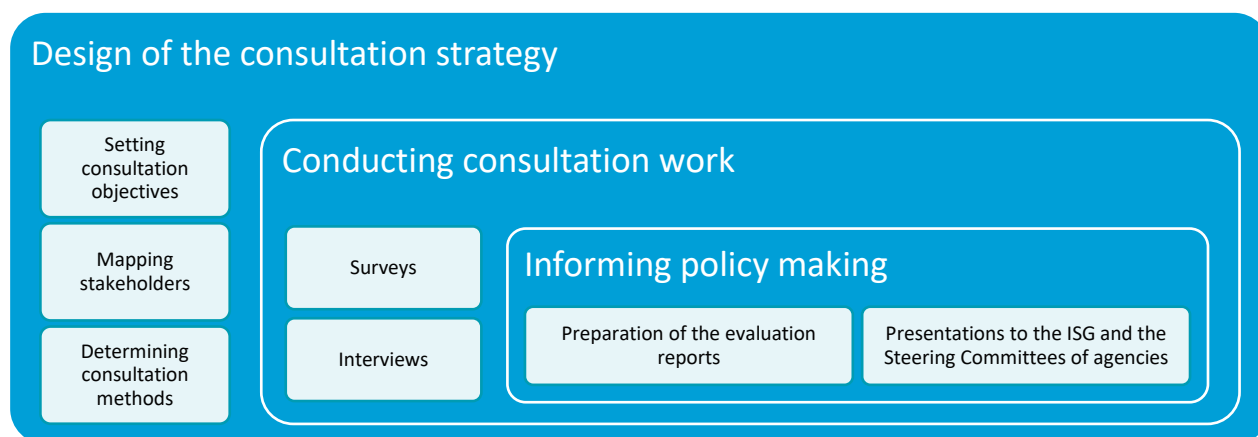 Design of the consultation strategy
Setting
consultation
objectives
Mapping
stakeholders
Determining
consultation
methods
Conducting consultation work
Surveys
Interviews
Informing policy making
Preparation of the evaluation
reports
Presentations to the ISG and the
Steering Committees of agencies